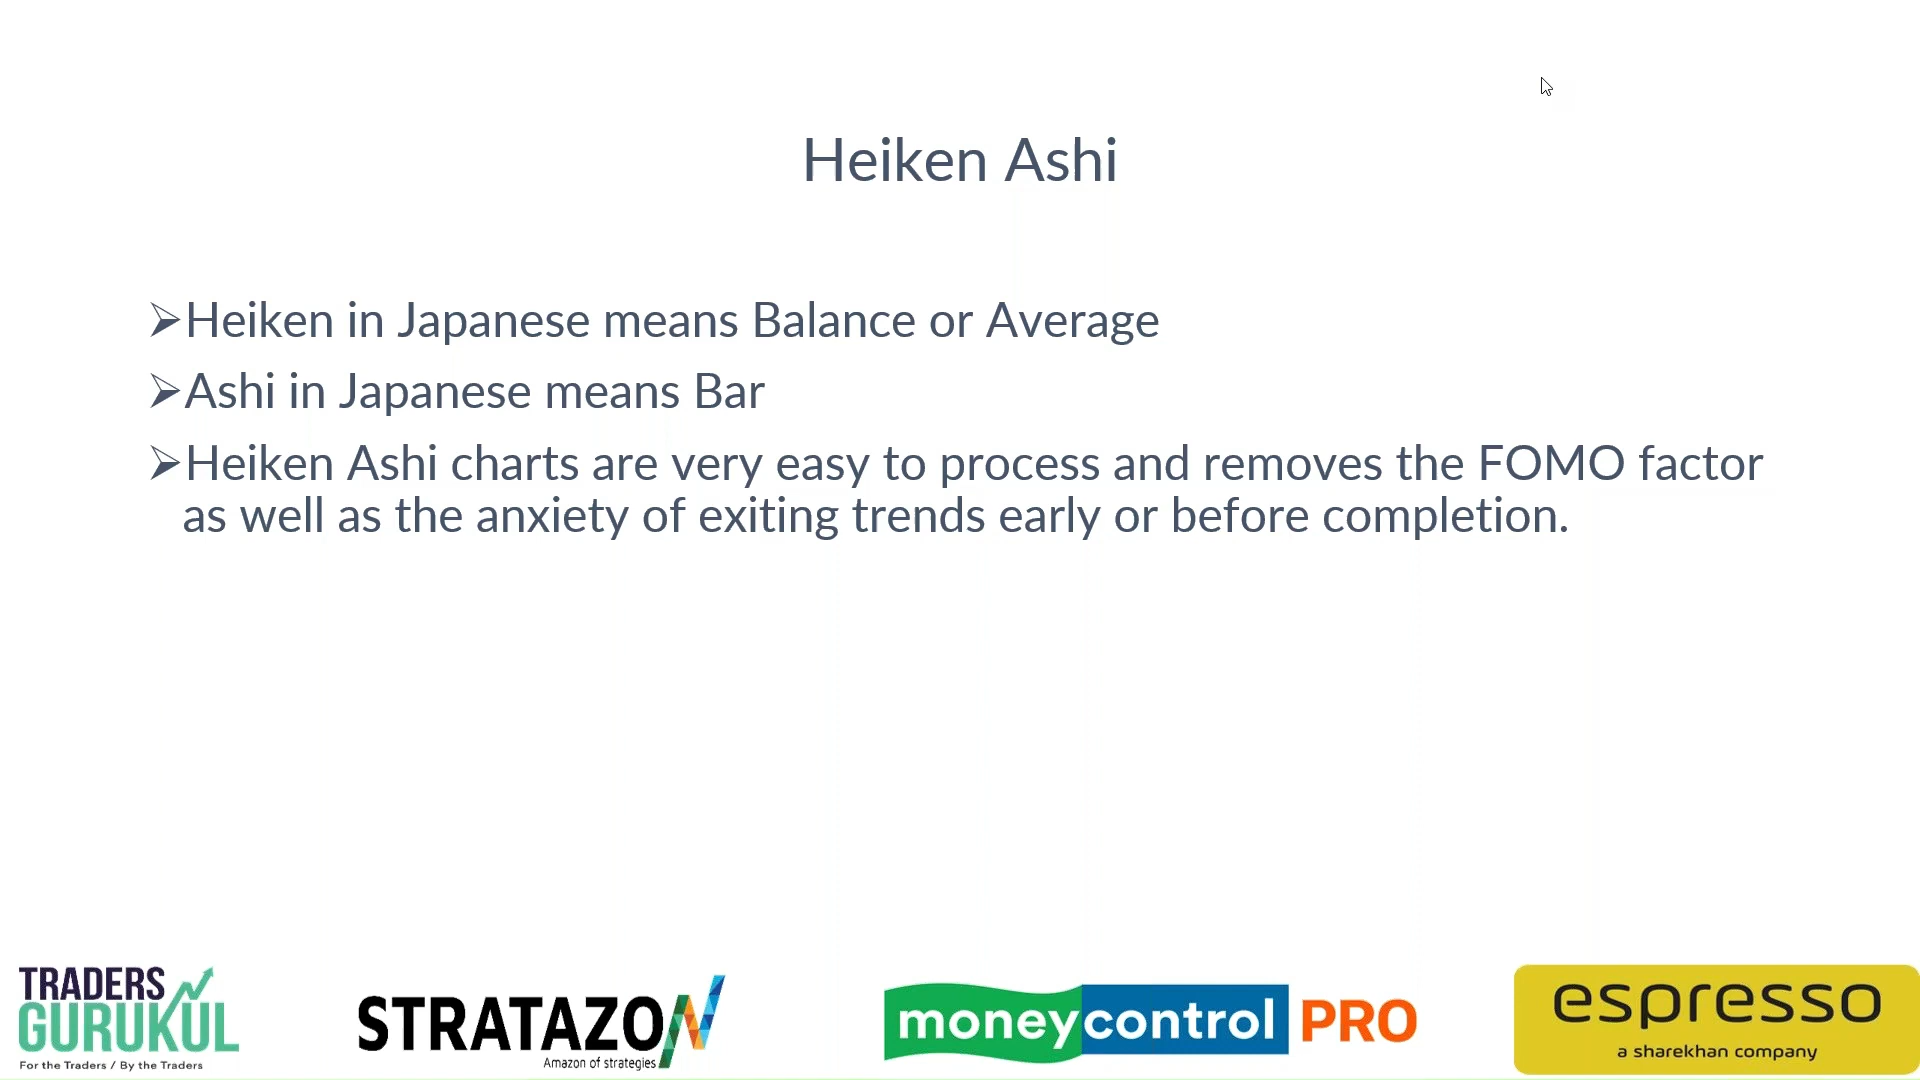 Heiken Ashi
➢Heiken in Japanese means Balance or Average
➢Ashi in Japanese means Bar
➢Heiken Ashi charts are very easy to process and removes the FOMO factor
as well as the anxiety of exiting trends early or before completion.
TRADERS
GURUKUL
For the Traders / By the Traders
STRATAZON
Amazon of strategies
moneycontrol PRO
espresso
a sharekhan company